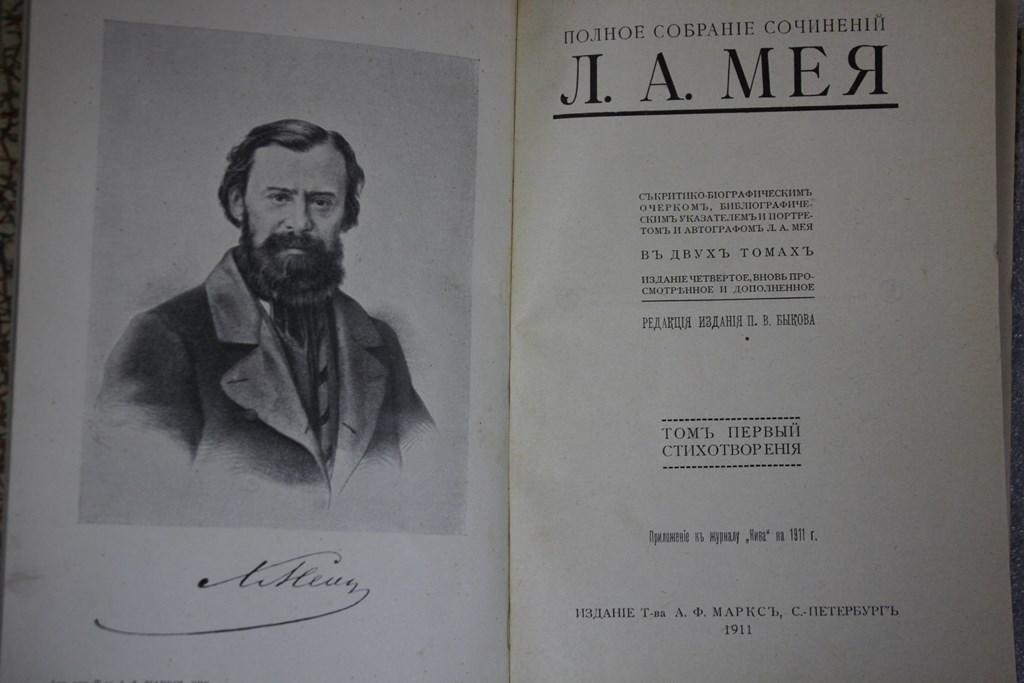 Л. Мей
ПОЛНОЕ СОБРАНІЕ СОЧИНЕНІЙ
Л. А. МЕЯ
СЪ КРИТИКО-БІОГРАФИЧЕСКИМЪ
ОЧЕРКОМЪ, БИБЛІОГРАФИЧЕ-
СКИМЪ УКАЗАТЕЛЕМЪ И ПОРТРЕ-
ТОМЪ И АВТОГРАФОМЪ Л. А. МЕЯ
ВЪ ДВУХЪ ТОМАХЪ
ИЗДАНІЕ ЧЕТВЕРТОЕ, ВНОВЬ ПРО-
СМОТРѢННОЕ И ДОПОЛНЕННОЕ
РЕДАКЦІЯ ИЗДАНІЯ П. В. БЫКОВА
ТОМЪ ПЕРВЫЙ
СТИХОТВОРЕНІЯ
Приложеніе къ журналу „Нива“ на 1911 г.
ИЗДАНІЕ Т-ва А. Ф. МАРКСЪ, С.-ПЕТЕРБУРГЪ
1911